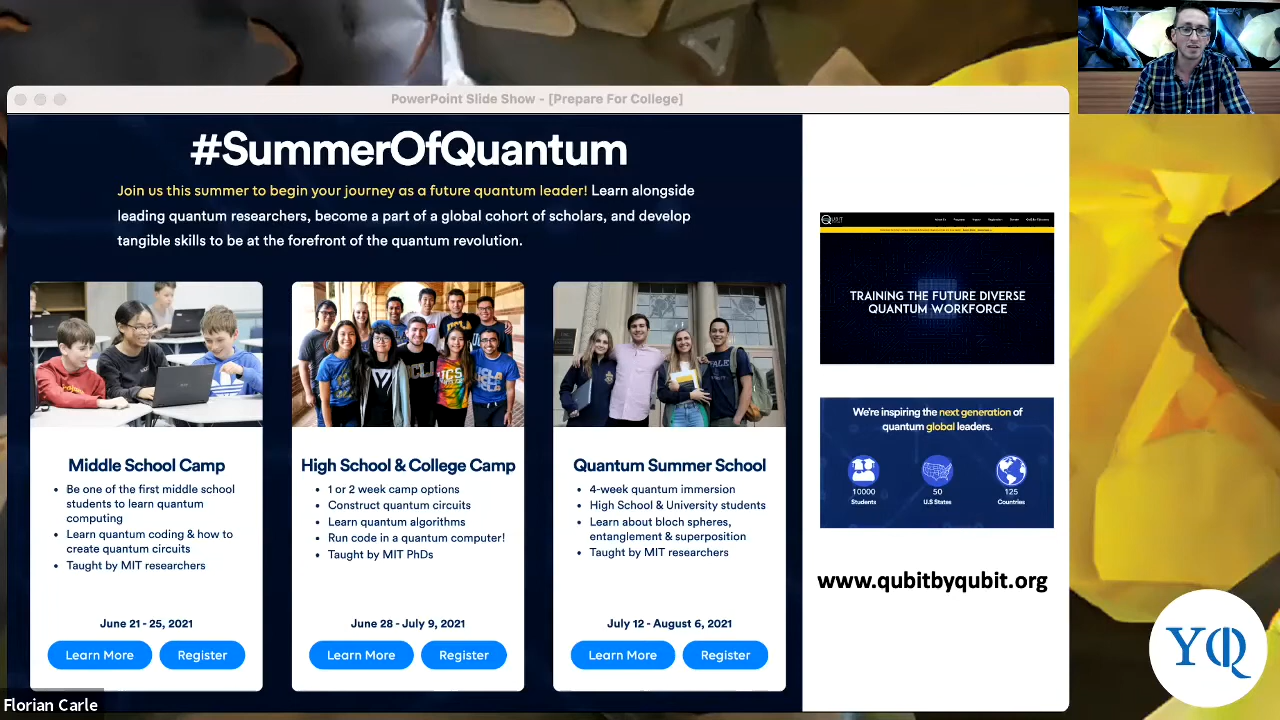 PowerPoint Slide Show - [Prepare For College]
#SummerOfQuantum
Join us this summer to begin your journey as a future quantum leader! Learn alongside
leading quantum researchers, become a part of a global cohort of scholars, and develop
tangible skills to be at the forefront of the quantum revolution.
UCLA
UCLA
YALE
Middle School Camp
• Be one of the first middle school
students to learn quantum
computing
• Learn quantum coding & how to
create quantum circuits
• Taught by MIT researchers
June 21 - 25, 2021
Learn More
Register
High School & College Camp
• 1 or 2 week camp options
• Construct quantum circuits
• Learn quantum algorithms
• Run code in a quantum computer!
• Taught by MIT PhDs
June 28 - July 9, 2021
Learn More
Register
Quantum Summer School
• 4-week quantum immersion
• High School & University students
• Learn about bloch spheres,
entanglement & superposition
• Taught by MIT researchers
July 12 - August 6, 2021
Learn More
Register
QUBIT
TRAINING THE FUTURE DIVERSE
QUANTUM WORKFORCE
We're inspiring the next generation of
quantum global leaders.
10000
Students
50
U.S States
125
Countries
www.qubitbyqubit.org
YQ
Florian Carle